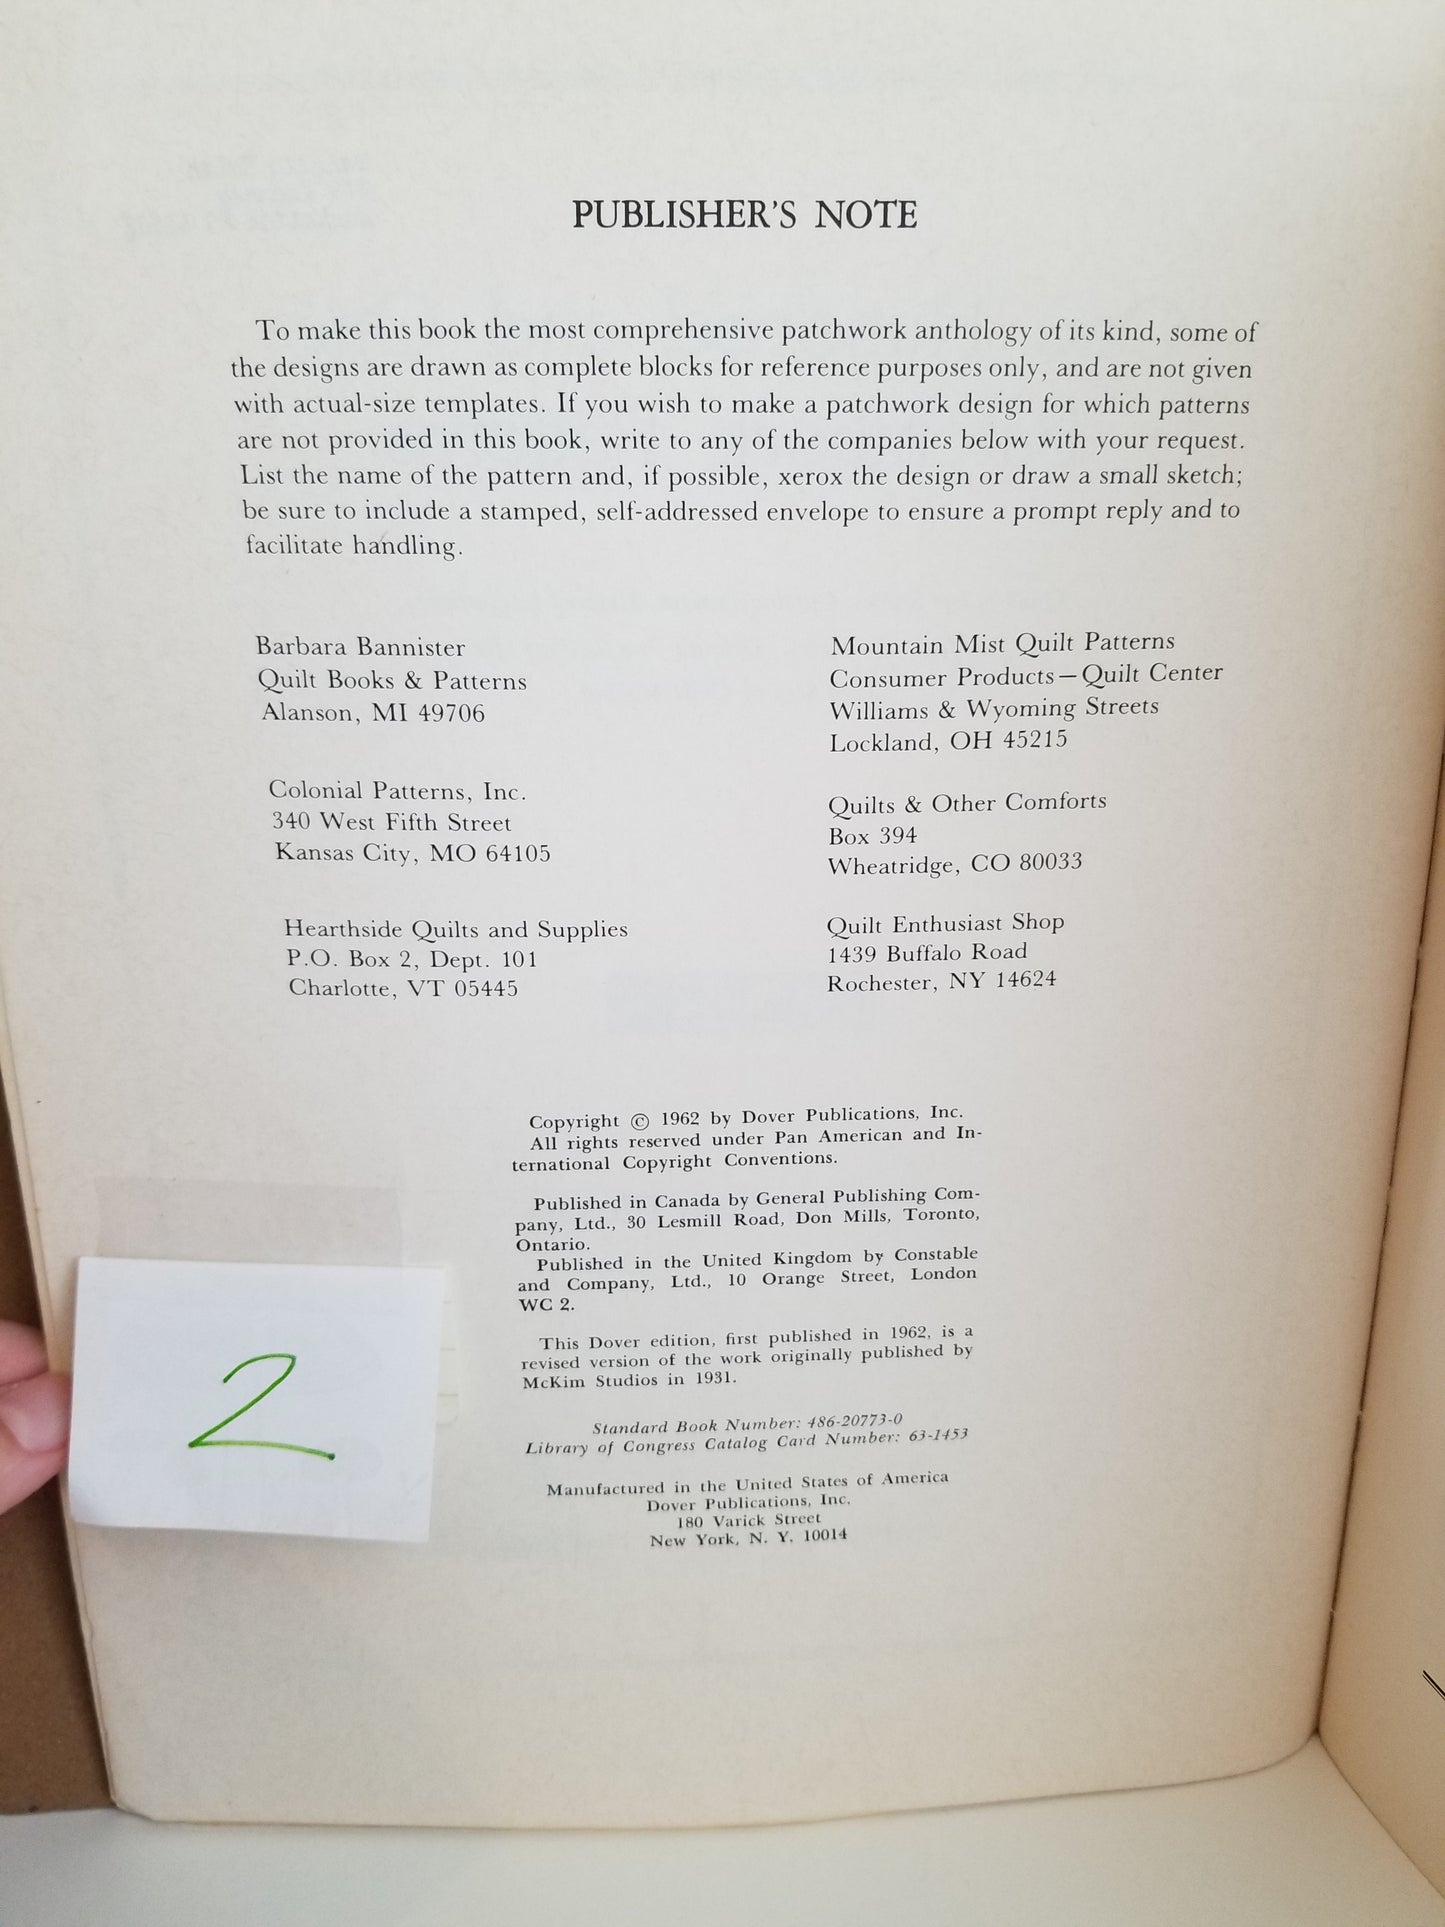 PUBLISHER'S NOTE
To make this book the most comprehensive patchwork anthology of its kind, some of
the designs are drawn as complete blocks for reference purposes only, and are not given
with actual-size templates. If you wish to make a patchwork design for which patterns
are not provided in this book, write to any of the companies below with your request.
List the name of the pattern and, if possible, xerox the design or draw a small sketch;
be sure to include a stamped, self-addressed envelope to ensure a prompt reply and to
facilitate handling.
Barbara Bannister
Quilt Books & Patterns
Alanson, MI 49706
Colonial Patterns, Inc.
340 West Fifth Street
Kansas City, MO 64105
Hearthside Quilts and Supplies
P.O. Box 2, Dept. 101
Charlotte, VT 05445
Mountain Mist Quilt Patterns
Consumer Products—Quilt Center
Williams & Wyoming Streets
Lockland, OH 45215
Quilts & Other Comforts
Box 394
Wheatridge, CO 80033
Quilt Enthusiast Shop
1439 Buffalo Road
Rochester, NY 14624
Copyright © 1962 by Dover Publications, Inc.
All rights reserved under Pan American and In-
ternational Copyright Conventions.
Published in Canada by General Publishing Com-
pany, Ltd., 30 Lesmill Road, Don Mills, Toronto,
Ontario.
Published in the United Kingdom by Constable
and Company, Ltd., 10 Orange Street, London
WC 2.
This Dover edition, first published in 1962, is a
revised version of the work originally published by
McKim Studios in 1931.
Standard Book Number: 486-20773-0
Library of Congress Catalog Card Number: 63-1453
Manufactured in the United States of America
Dover Publications, Inc.
180 Varick Street
New York, N. Y. 10014
2